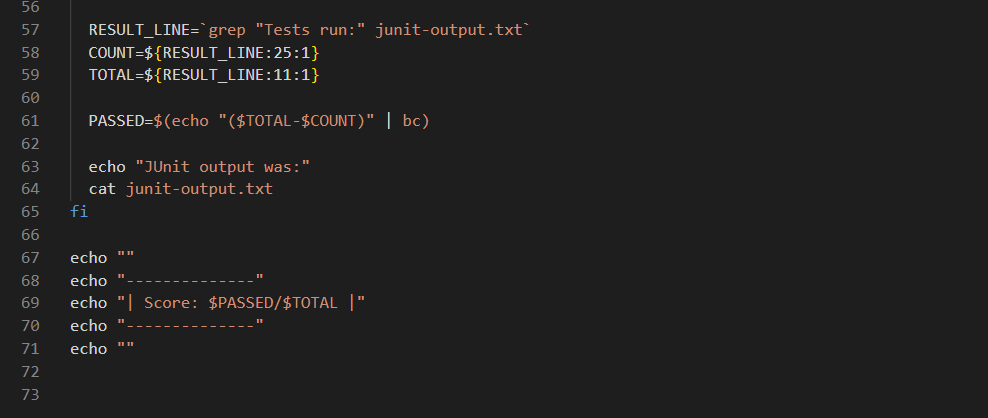 56
57 RESULT_LINE=`grep "Tests run:" junit-output.txt`
58 COUNT=${RESULT_LINE:25:1}
59 TOTAL=${RESULT_LINE:11:1}
60
61 PASSED=$(echo "($TOTAL-$COUNT)" | bc)
62
63 echo "JUnit output was:"
64 cat junit-output.txt
65 fi
66
67 echo ""
68 echo "--------------"
69 echo "| Score: $PASSED/$TOTAL |"
70 echo "--------------"
71 echo ""
72
73